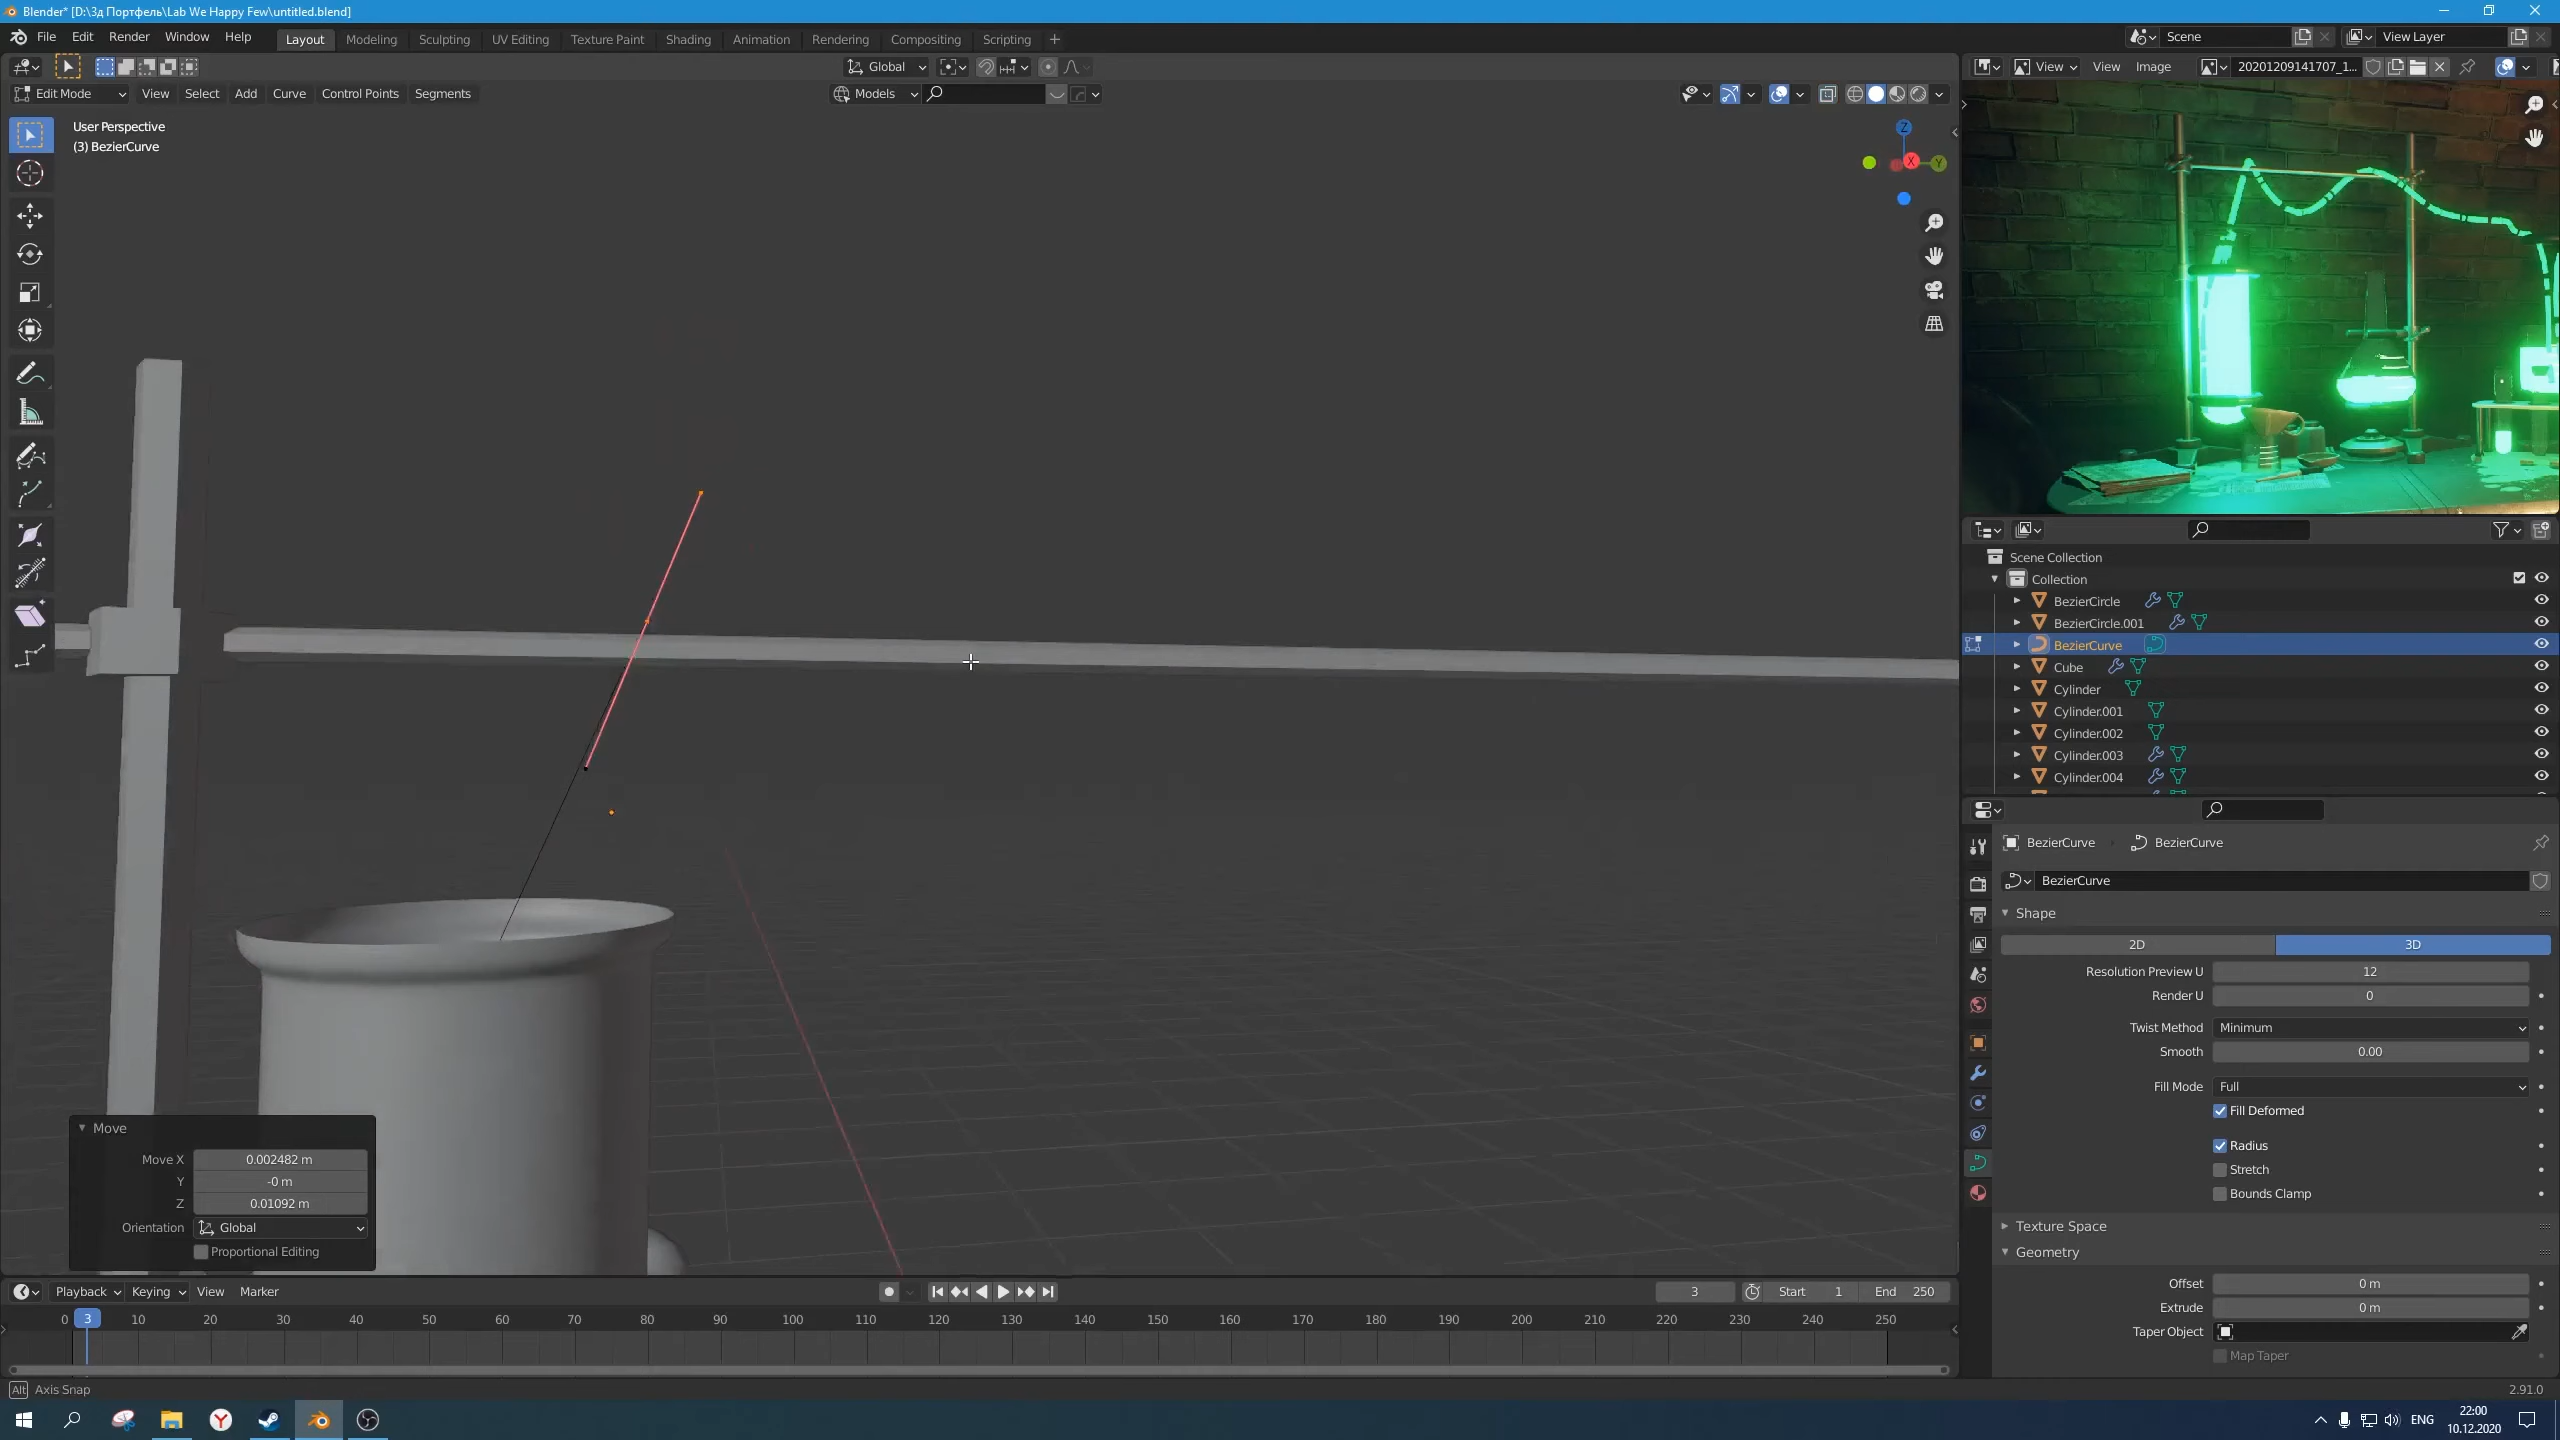 Blender* [D:\3д Портфель\Lab We Happy Few\untitled.blend]
File Edit Render Window Help Layout Modeling Sculpting UV Editing Texture Paint Shading Animation Rendering Compositing Scripting + Scene View Layer
Global View View Image 20201209141707_1...
Edit Mode View Select Add Curve Control Points Segments Models
User Perspective
(3) BezierCurve
Z
X
Y
Scene Collection
Collection
BezierCircle
BezierCircle.001
BezierCurve
Cube
Cylinder
Cylinder.001
Cylinder.002
Cylinder.003
Cylinder.004
BezierCurve BezierCurve
BezierCurve
Shape
2D 3D
Resolution Preview U 12
Render U 0
Twist Method Minimum
Smooth 0.00
Fill Mode Full
Fill Deformed
Radius
Stretch
Bounds Clamp
Texture Space
Geometry
Offset 0 m
Extrude 0 m
Taper Object
Map Taper
Move
Move X 0.002482 m
Y -0 m
Z 0.01092 m
Orientation Global
Proportional Editing
Playback Keying View Marker 3 Start 1 End 250
0 3 10 20 30 40 50 60 70 80 90 100 110 120 130 140 150 160 170 180 190 200 210 220 230 240 250
Alt Axis Snap 2.91.0
Y ENG 22:00
10.12.2020